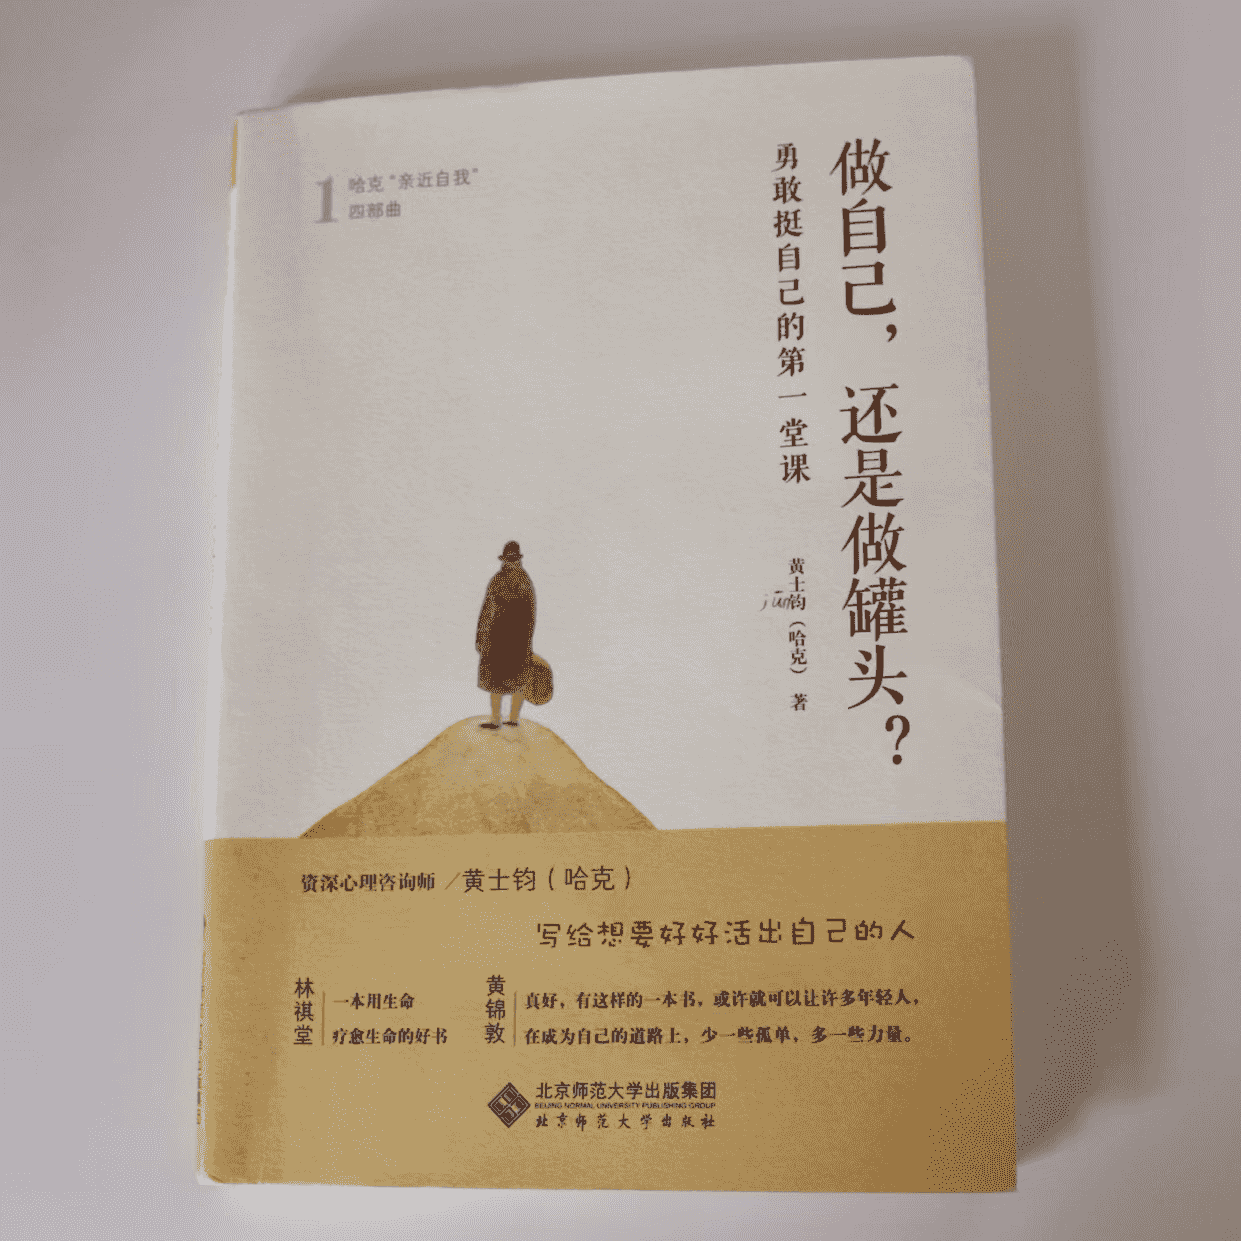 1
哈克“亲近自我”
四部曲
做自己，还是做罐头？
勇敢挺自己的第一堂课
黄士钧（哈克） 著
jūn
资深心理咨询师 ／黄士钧（哈克）
写给想要好好活出自己的人
林祺堂
一本用生命
疗愈生命的好书
黄锦敦
真好，有这样的一本书，或许就可以让许多年轻人，
在成为自己的道路上，少一些孤单，多一些力量。
北京师范大学出版集团
BEIJING NORMAL UNIVERSITY PUBLISHING GROUP
北京师范大学出版社